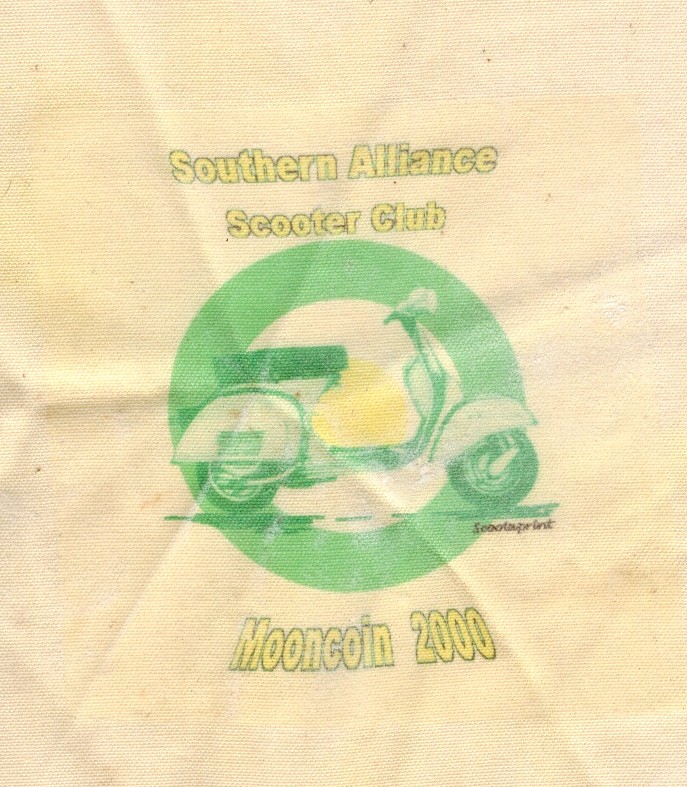 Southern Alliance
Scooter Club
Scootaprint
Mooncoin 2000